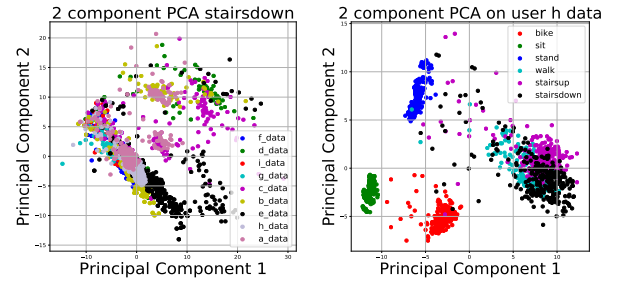 2 component PCA stairsdown
Principal Component 2
20
15
10
5
0
−5
−10
−15
−10
0
10
20
30
Principal Component 1
f_data
d_data
i_data
g_data
c_data
b_data
e_data
h_data
a_data
2 component PCA on user h data
Principal Component 2
15
10
5
0
−5
−10
−5
0
5
10
Principal Component 1
bike
sit
stand
walk
stairsup
stairsdown